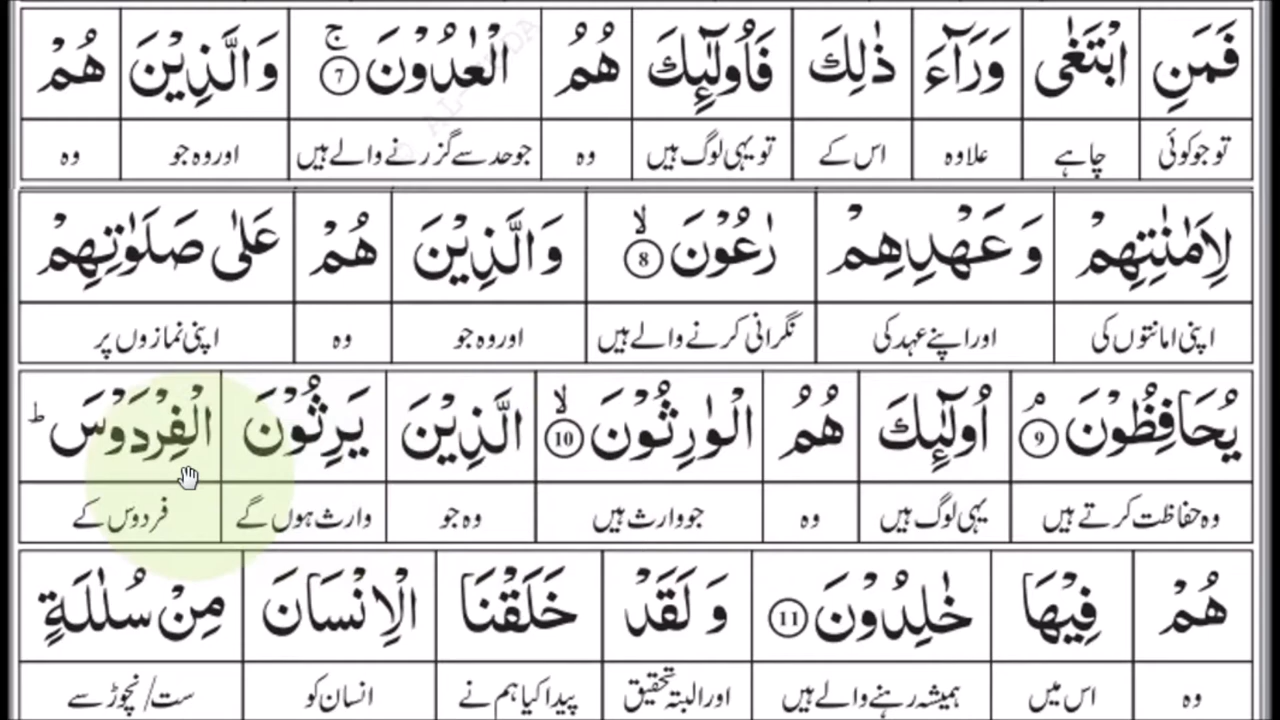 فَمَنِ ابْتَغٰى وَرَآءَ ذٰلِكَ فَاُولٰٓئِكَ هُمُ الْعٰدُوْنَ ۚ 7 وَالَّذِيْنَ هُمْ
تو جو کوئی چاہے علاوہ اس کے تو یہی لوگ ہیں وہ جو حد سے گزرنے والے ہیں اور وہ جو وہ
لِاَمٰنٰتِهِمْ وَعَهْدِهِمْ رٰعُوْنَ ۙ 8 وَالَّذِيْنَ هُمْ عَلٰى صَلَوٰتِهِمْ
اپنی امانتوں کی اور اپنے عہد کی نگرانی کرنے والے ہیں اور وہ جو وہ اپنی نمازوں پر
يُحَافِظُوْنَ ۘ 9 اُولٰٓئِكَ هُمُ الْوٰرِثُوْنَ ۙ 10 الَّذِيْنَ يَرِثُوْنَ الْفِرْدَوْسَ ؕ
وہ حفاظت کرتے ہیں یہی لوگ ہیں وہ جو وارث ہیں وہ جو وارث ہوں گے فردوس کے
هُمْ فِيْهَا خٰلِدُوْنَ 11 وَلَقَدْ خَلَقْنَا الْاِنْسَانَ مِنْ سُلٰلَةٍ
وہ اس میں ہمیشہ رہنے والے ہیں اور البتہ تحقیق پیدا کیا ہم نے انسان کو ست/نچوڑ سے